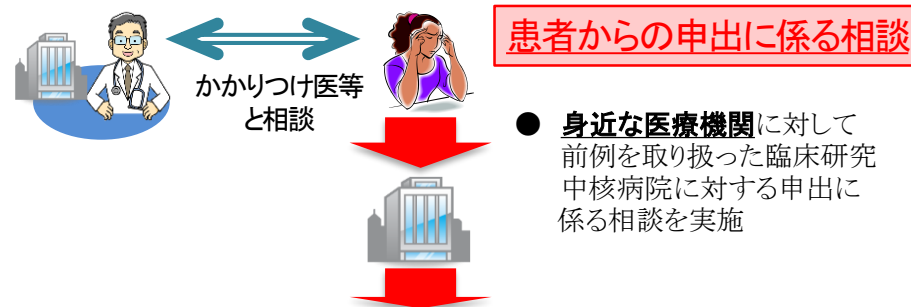 患者からの申出に係る相談
かかりつけ医等
と相談
● 身近な医療機関に対して
前例を取り扱った臨床研究
中核病院に対する申出に
係る相談を実施